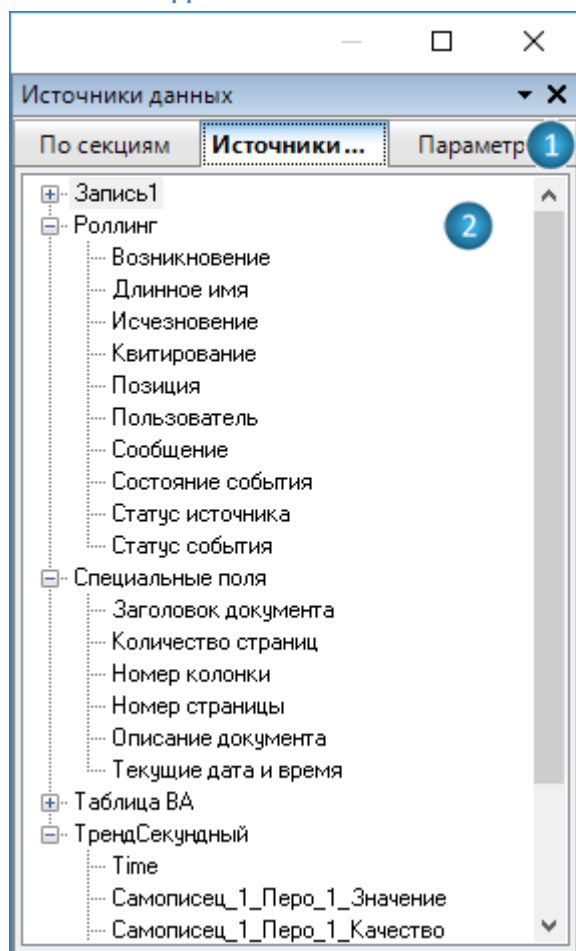 Источники данных
По секциям Источники... Параметр 1
Запись1
2
Роллинг
Возникновение
Длинное имя
Исчезновение
Квитирование
Позиция
Пользователь
Сообщение
Состояние события
Статус источника
Статус события
Специальные поля
Заголовок документа
Количество страниц
Номер колонки
Номер страницы
Описание документа
Текущие дата и время
Таблица ВА
ТрендСекундный
Time
Самописец_1_Перо_1_Значение
Самописец_1_Перо_1_Качество